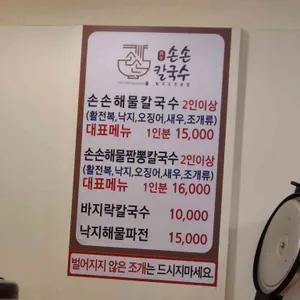 손손
칼국수
손손해물칼국수 2인이상
(활전복,낙지,오징어,새우,조개류)
대표메뉴 1인분 15,000
손손해물짬뽕칼국수 2인이상
(활전복,낙지,오징어,새우,조개류)
대표메뉴 1인분 16,000
바지락칼국수 10,000
낙지해물파전 15,000
벌어지지 않은 조개는 드시지마세요.